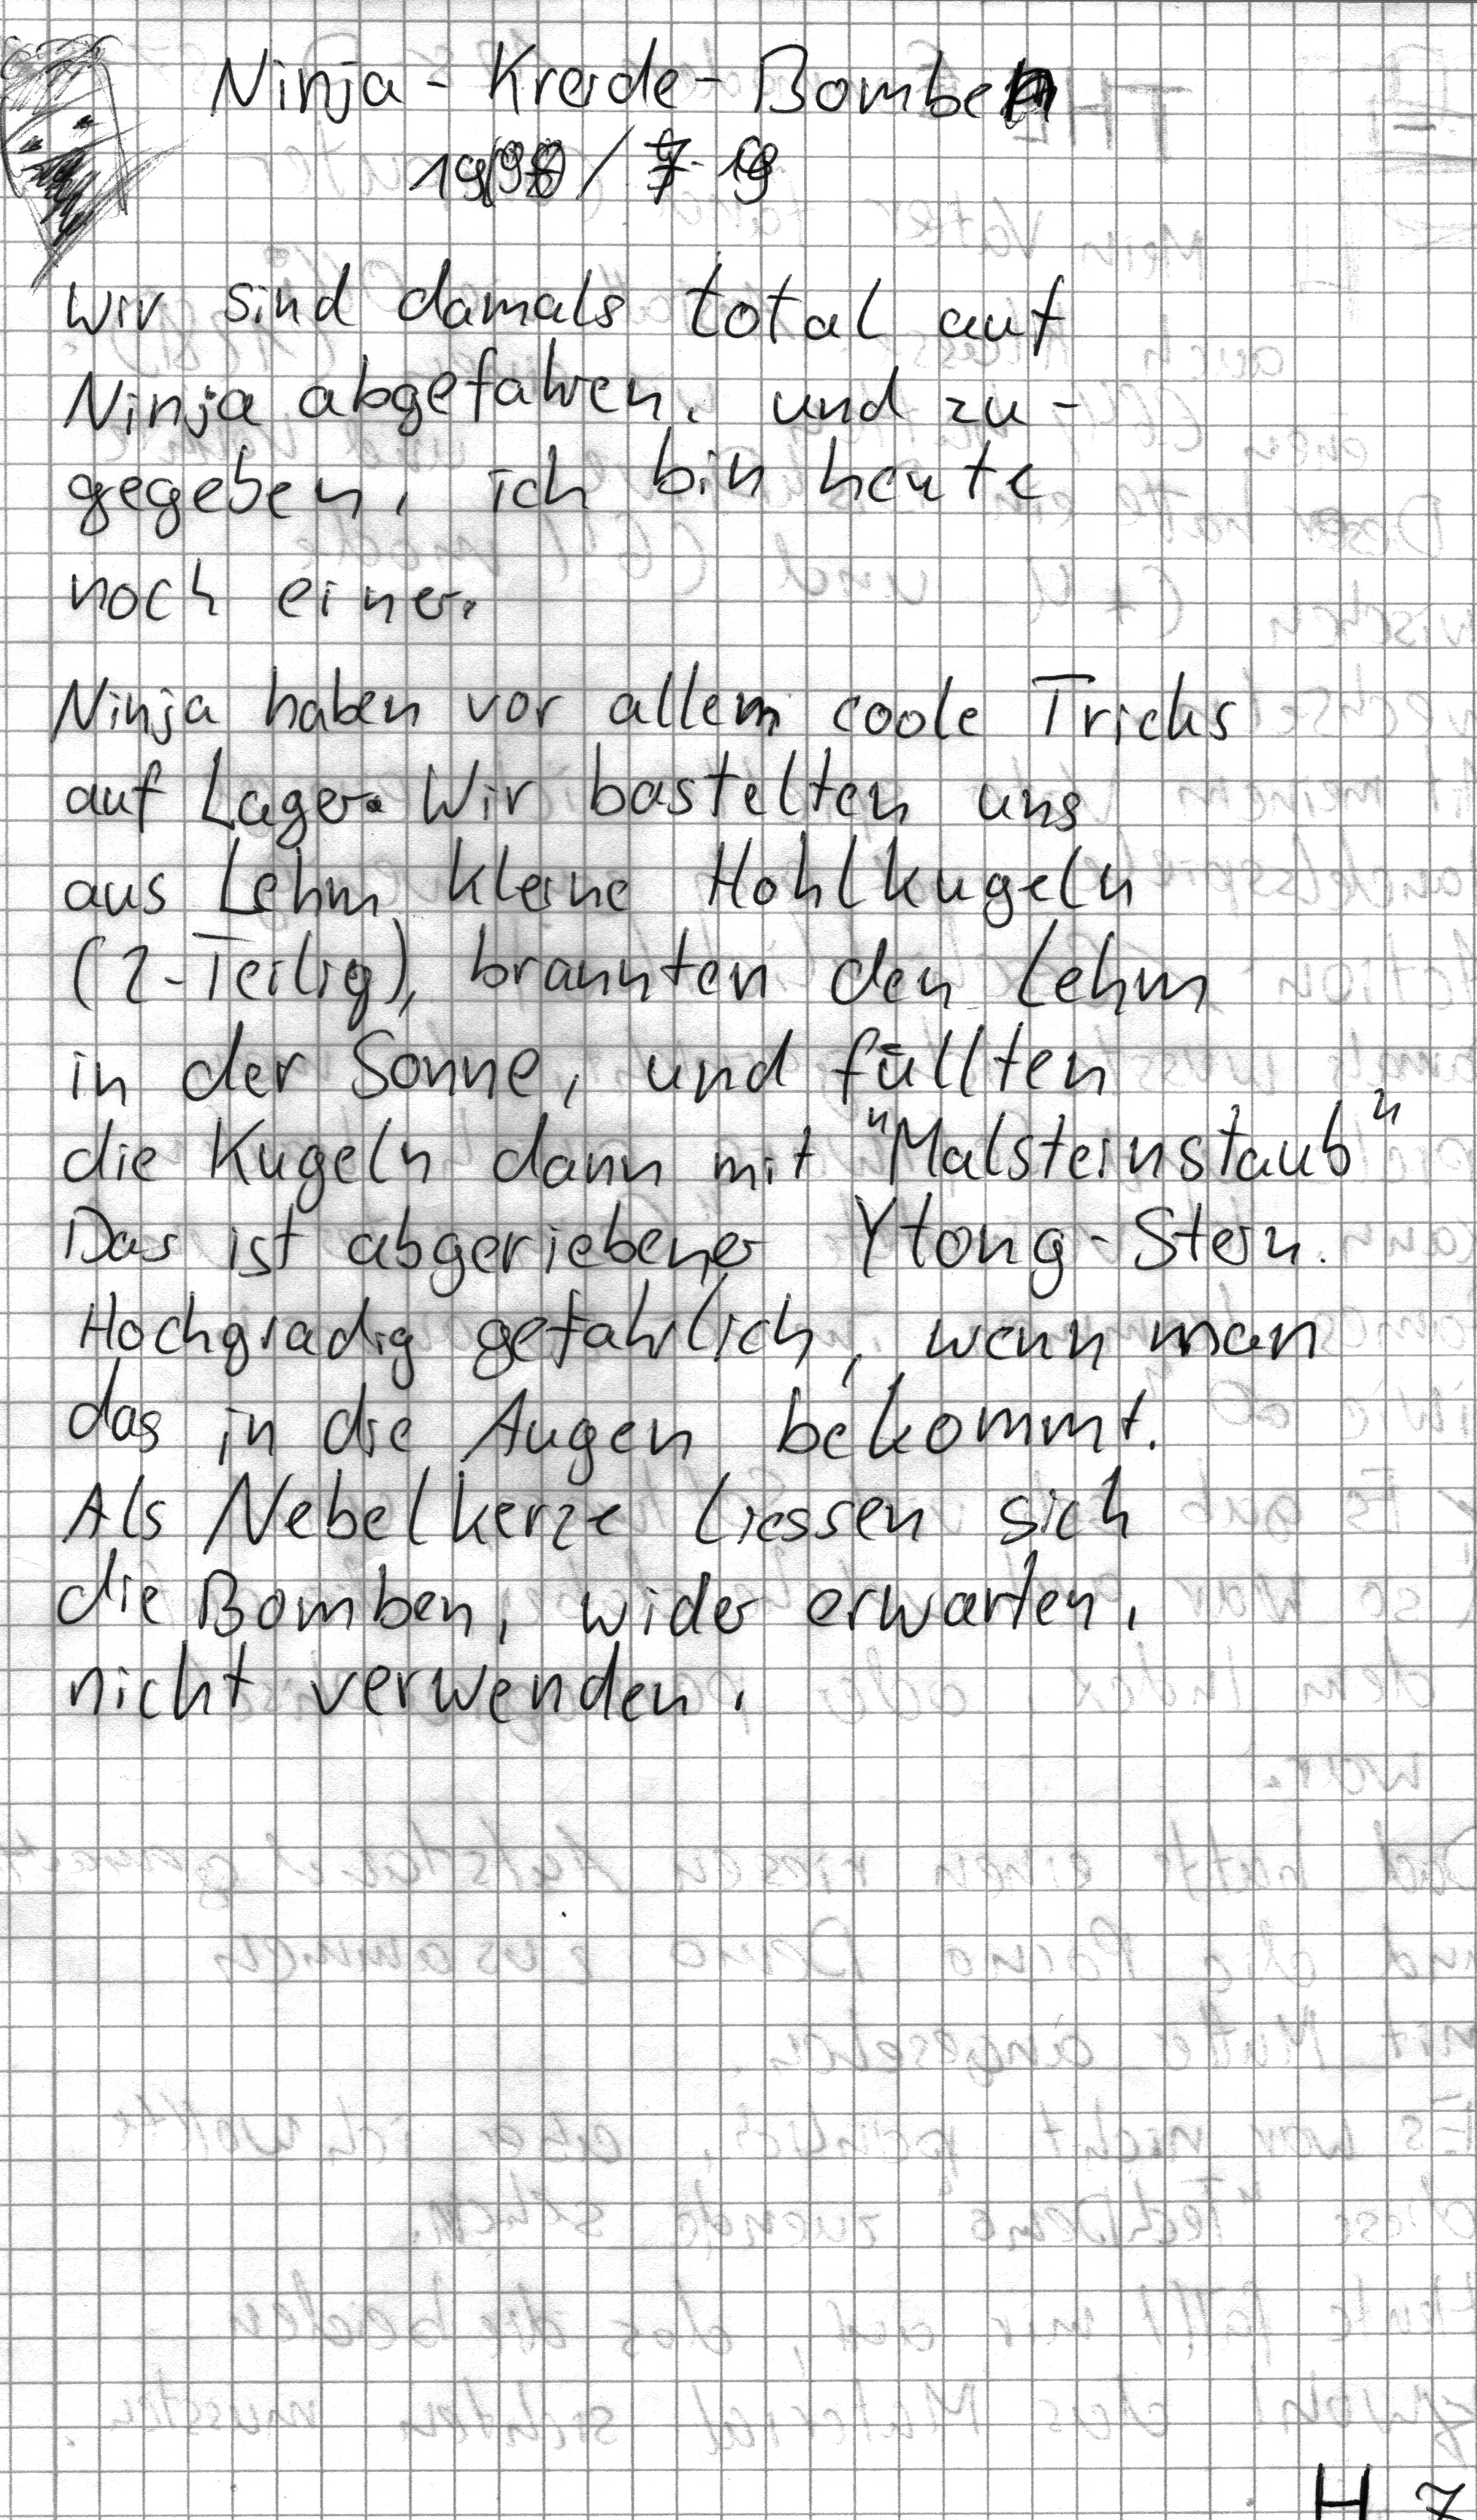 Ninja - Kreide - Bomben
Wir sind damals total auf
Ninja abgefahren, und zu-
gegeben, ich bin heute
noch einer.
Ninja haben vor allem coole Tricks
auf Lager. Wir bastelten uns
aus Lehm kleine Hohlkugeln
(2-Teilig), brannten den Lehm
in der Sonne, und füllten
die Kugeln dann mit "Malsteinstaub"
Das ist abgeriebener Ytong-Stein.
Hochgradig gefährlich, wenn man
das in die Augen bekommt.
Als Nebelkerze liessen sich
die Bomben, wider erwarten,
nicht verwenden.
H 7